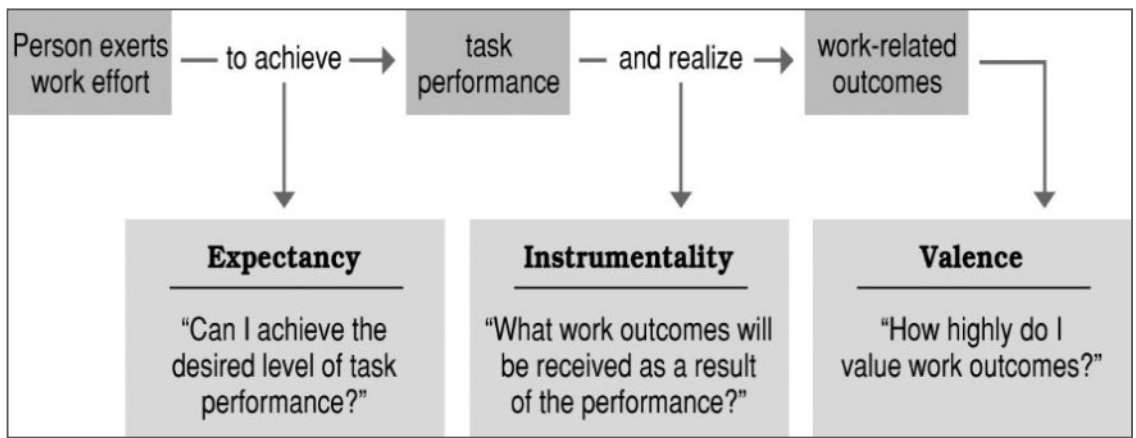 Person exerts
work effort
to achieve
task
performance
and realize
work-related
outcomes
Expectancy
“Can I achieve the
desired level of task
performance?”
Instrumentality
“What work outcomes will
be received as a result
of the performance?”
Valence
“How highly do I
value work outcomes?”